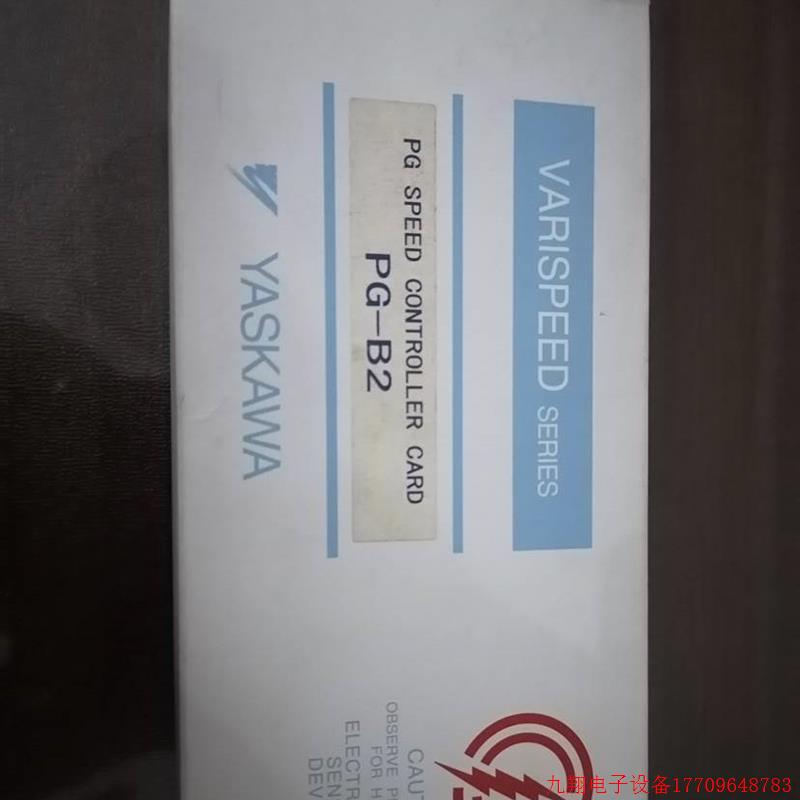 VARISPEED SERIES
PG SPEED CONTROLLER CARD
PG-B2
YASKAWA
CAUT
OBSERVE P
FOR H
ELECTR
SEN
DEV
九翔电子设备17709648783